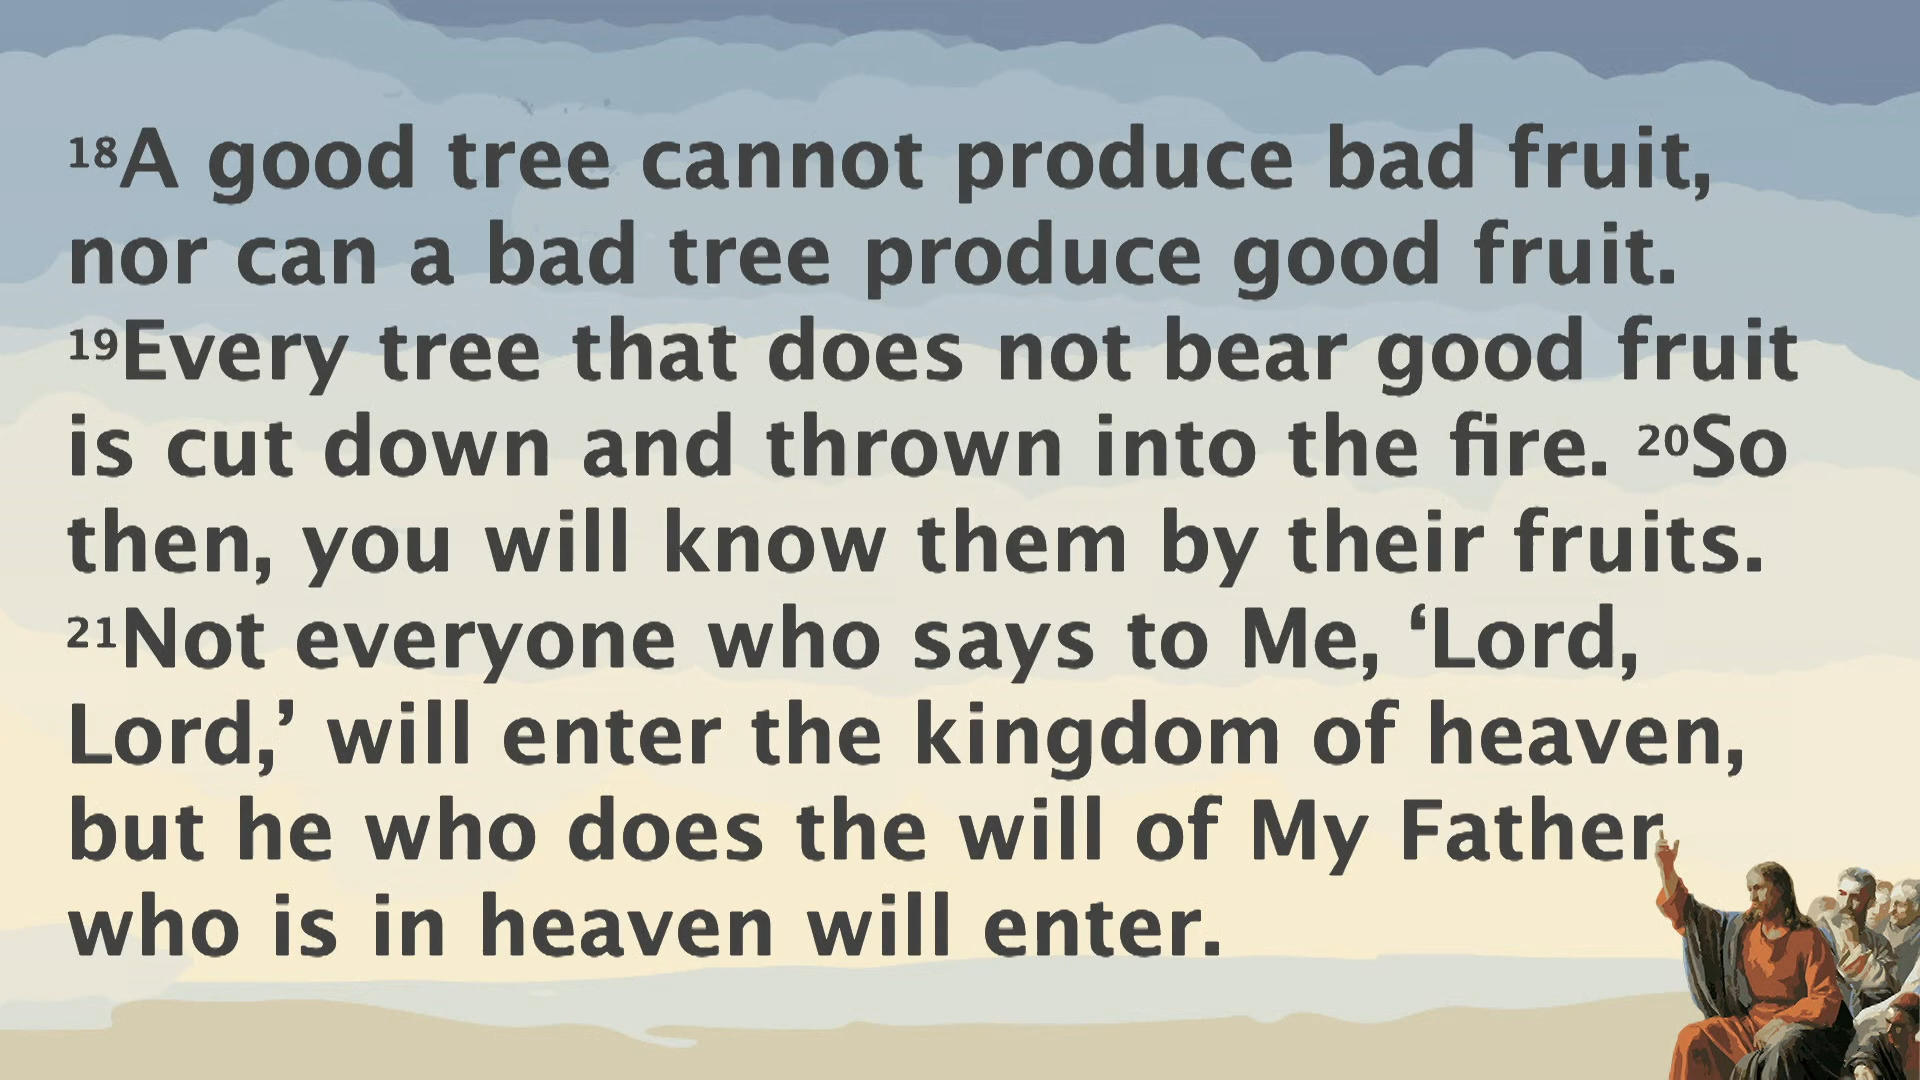 18A good tree cannot produce bad fruit,
nor can a bad tree produce good fruit.
19Every tree that does not bear good fruit
is cut down and thrown into the fire. 20So
then, you will know them by their fruits.
21Not everyone who says to Me, ‘Lord,
Lord,’ will enter the kingdom of heaven,
but he who does the will of My Father
who is in heaven will enter.